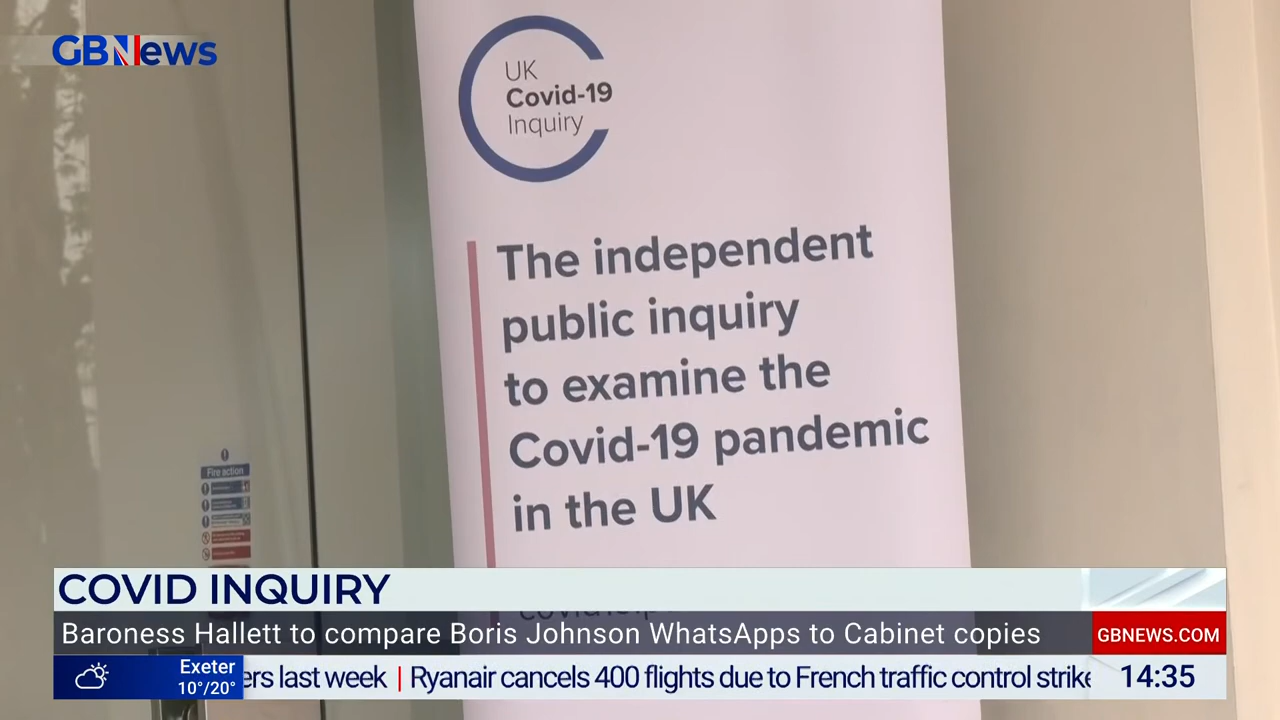 GBNews
UK
Covid-19
Inquiry
The independent
public inquiry
to examine the
Covid-19 pandemic
in the UK
Fire action
COVID INQUIRY
Baroness Hallett to compare Boris Johnson WhatsApps to Cabinet copies
GBNEWS.COM
Exeter
10°/20°
ers last week | Ryanair cancels 400 flights due to French traffic control strike
14:35